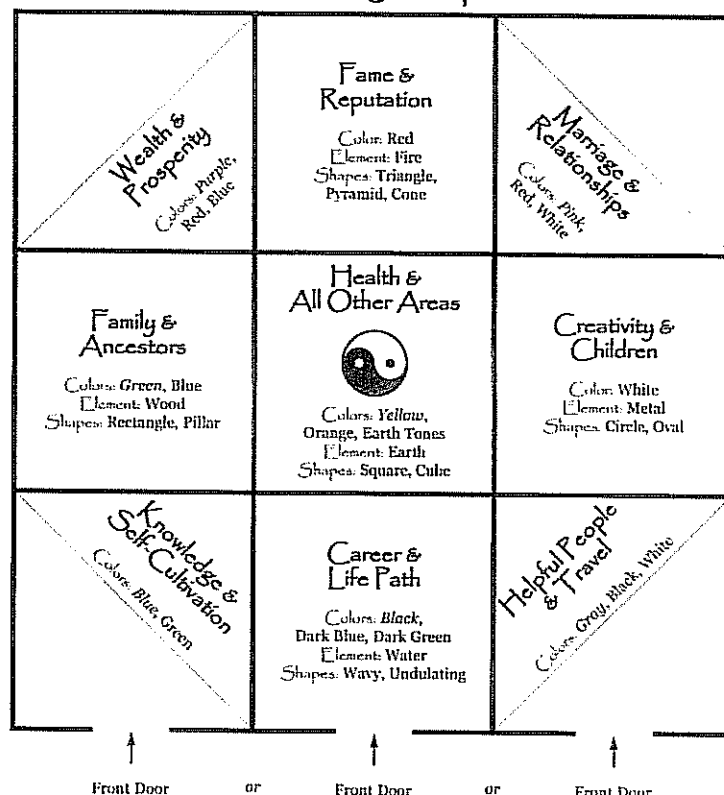 Fame &
Reputation
Color: Red
Element: Fire
Shapes: Triangle,
Pyramid, Cone
Wealth &
Prosperity
Colors: Purple,
Red, Blue
Marriage &
Relationships
Colors: Pink,
Red, White
Family &
Ancestors
Colors: Green, Blue
Element: Wood
Shapes: Rectangle, Pillar
Health &
All Other Areas
Colors: Yellow,
Orange, Earth Tones
Element: Earth
Shapes: Square, Cube
Creativity &
Children
Color: White
Element: Metal
Shapes: Circle, Oval
Knowledge &
Self-Cultivation
Colors: Blue, Green
Career &
Life Path
Colors: Black,
Dark Blue, Dark Green
Element: Water
Shapes: Wavy, Undulating
Helpful People
& Travel
Colors: Gray, Black, White
Front Door or Front Door or Front Door